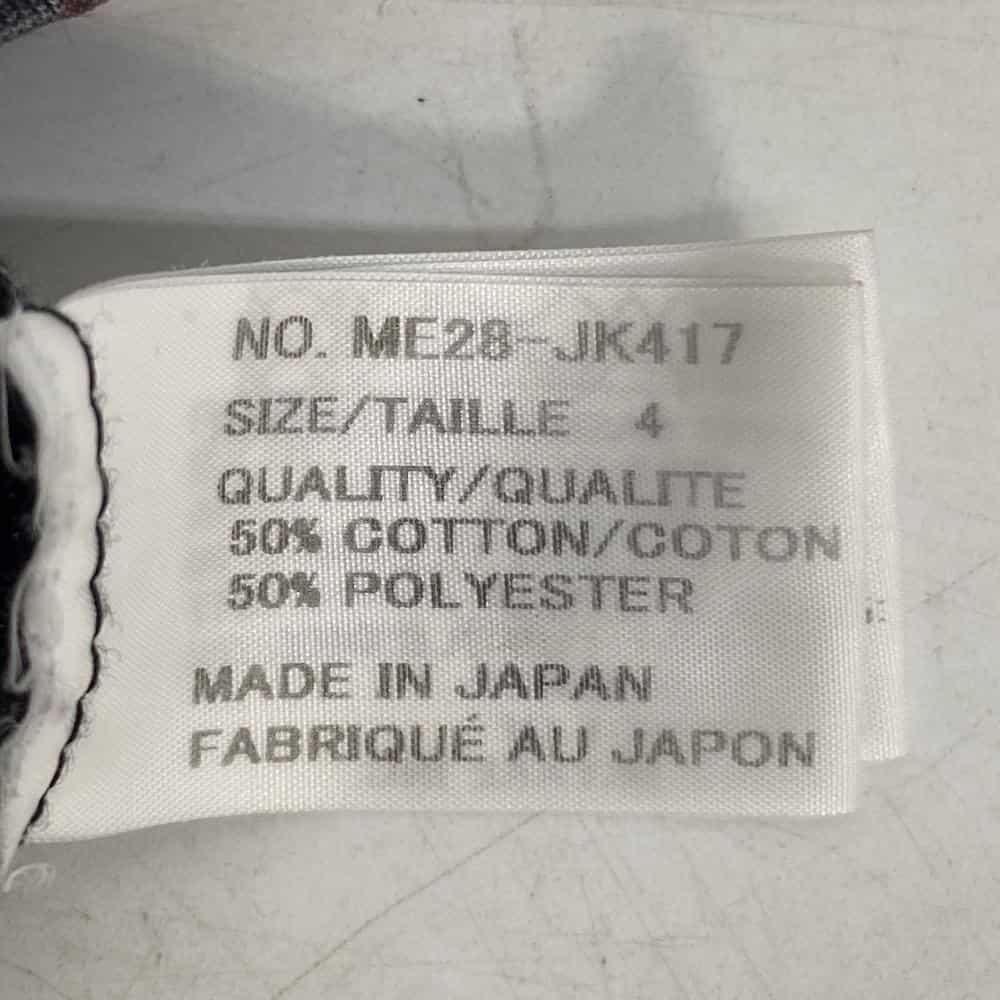 NO. ME28-JK417
SIZE/TAILLE 4
QUALITY/QUALITE
50% COTTON/COTON
50% POLYESTER
MADE IN JAPAN
FABRIQUÉ AU JAPON